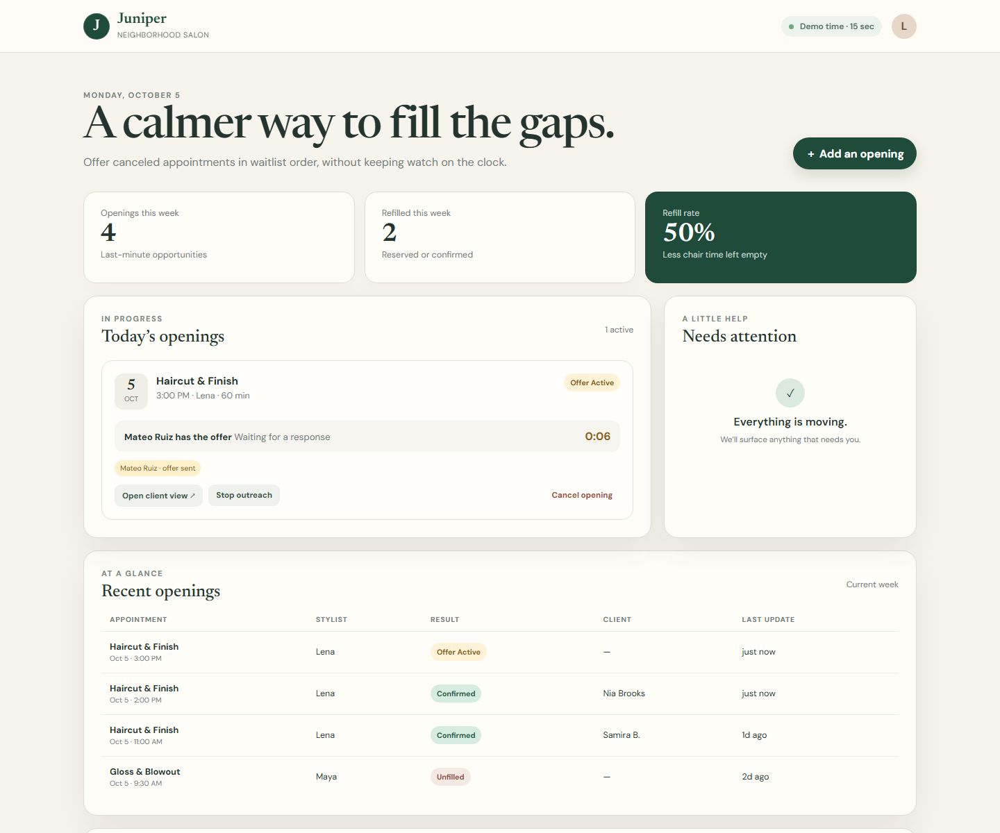 J
Juniper
NEIGHBORHOOD SALON
Demo time · 15 sec
L
MONDAY, OCTOBER 5
A calmer way to fill the gaps.
Offer canceled appointments in waitlist order, without keeping watch on the clock.
+ Add an opening
Openings this week
4
Last-minute opportunities
Refilled this week
2
Reserved or confirmed
Refill rate
50%
Less chair time left empty
IN PROGRESS
Today’s openings
1 active
5
OCT
Haircut & Finish
3:00 PM · Lena · 60 min
Offer Active
Mateo Ruiz has the offer Waiting for a response
0:06
Mateo Ruiz · offer sent
Open client view ↗
Stop outreach
Cancel opening
A LITTLE HELP
Needs attention
✓
Everything is moving.
We’ll surface anything that needs you.
AT A GLANCE
Recent openings
Current week
APPOINTMENT STYLIST RESULT CLIENT LAST UPDATE
Haircut & Finish
Oct 5 · 3:00 PM
Lena
Offer Active
—
just now
Haircut & Finish
Oct 5 · 2:00 PM
Lena
Confirmed
Nia Brooks
just now
Haircut & Finish
Oct 5 · 11:00 AM
Lena
Confirmed
Samira B.
1d ago
Gloss & Blowout
Oct 5 · 9:30 AM
Maya
Unfilled
—
2d ago